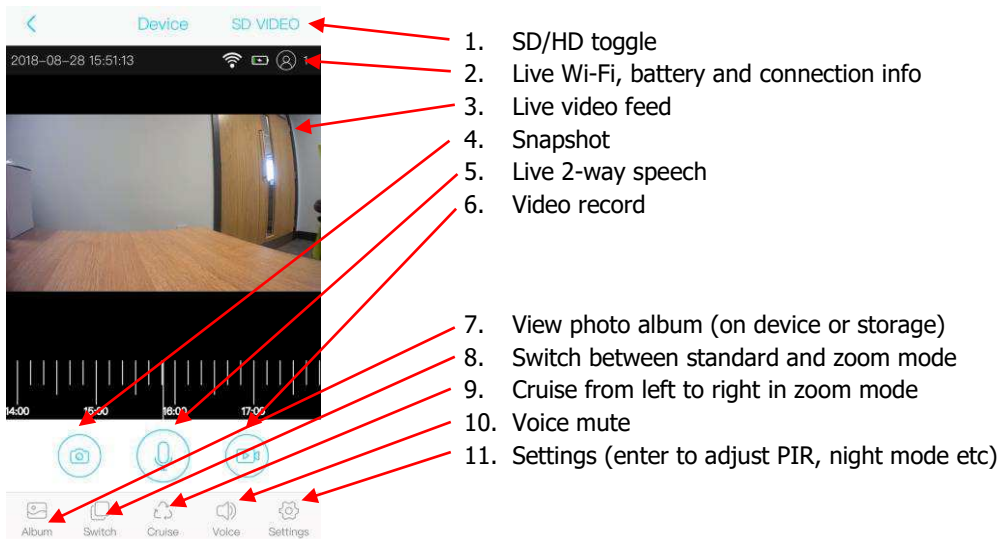 Device SD VIDEO
2018-08-28 15:51:13
14:00 15:00 16:00 17:00
Album Switch Cruise Voice Settings
1. SD/HD toggle
2. Live Wi-Fi, battery and connection info
3. Live video feed
4. Snapshot
5. Live 2-way speech
6. Video record
7. View photo album (on device or storage)
8. Switch between standard and zoom mode
9. Cruise from left to right in zoom mode
10. Voice mute
11. Settings (enter to adjust PIR, night mode etc)